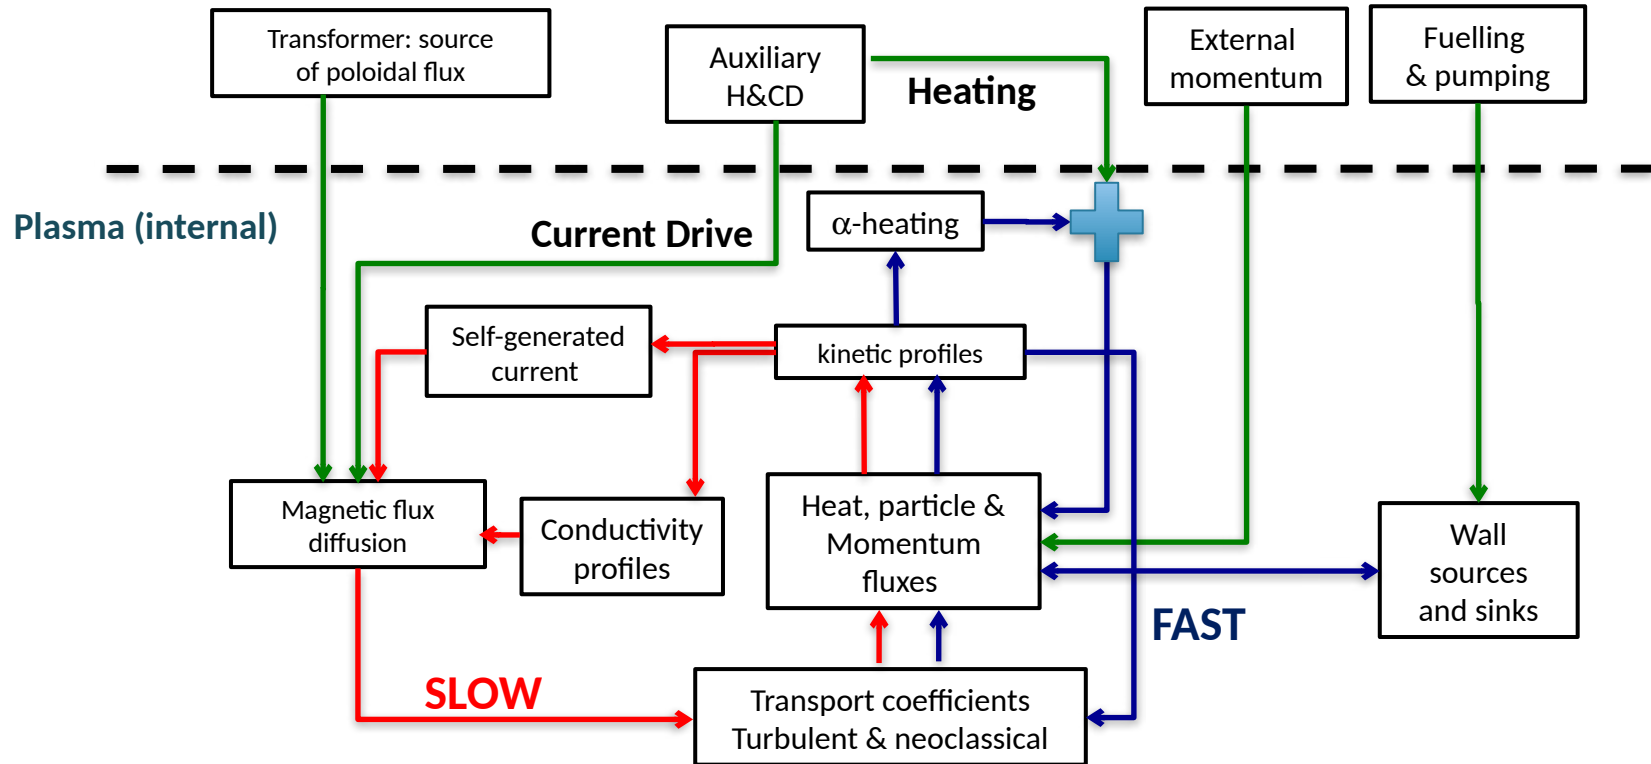 Transformer: source
of poloidal flux
Auxiliary
H&CD
Heating
External
momentum
Fuelling
& pumping
Plasma (internal)
Current Drive
α-heating
Self-generated
current
kinetic profiles
Magnetic flux
diffusion
Conductivity
profiles
Heat, particle &
Momentum
fluxes
Wall
sources
and sinks
FAST
SLOW
Transport coefficients
Turbulent & neoclassical